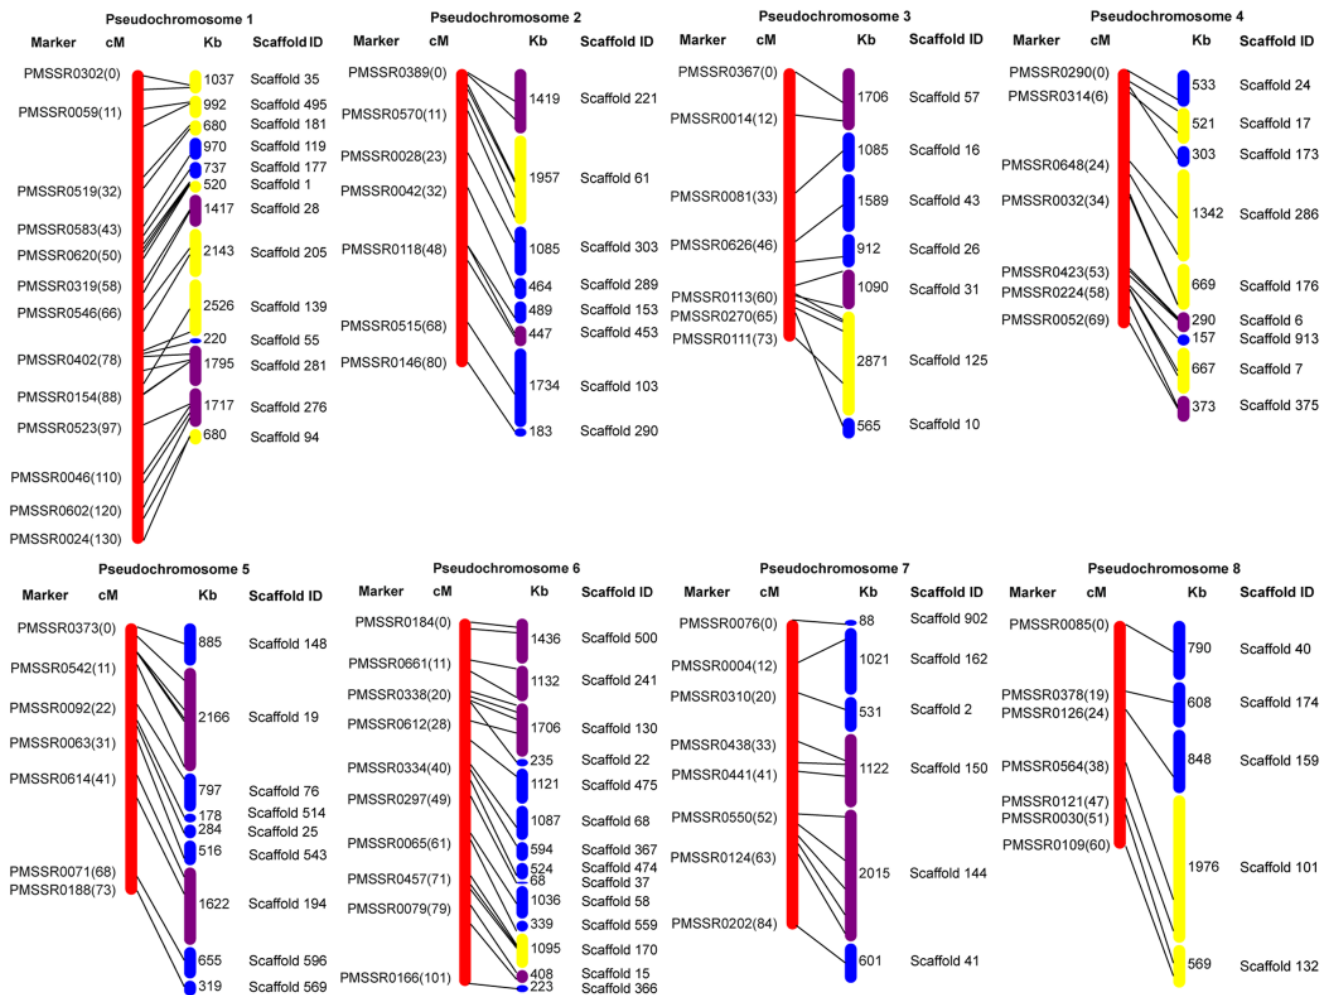 Pseudochromosome 1
Marker cM Kb Scaffold ID
PMSSR0302(0)
PMSSR0059(11)
PMSSR0519(32)
PMSSR0583(43)
PMSSR0620(50)
PMSSR0319(58)
PMSSR0546(66)
PMSSR0402(78)
PMSSR0154(88)
PMSSR0523(97)
PMSSR0046(110)
PMSSR0602(120)
PMSSR0024(130)
1037 Scaffold 35
992 Scaffold 495
680 Scaffold 181
970 Scaffold 119
737 Scaffold 177
520 Scaffold 1
1417 Scaffold 28
2143 Scaffold 205
2526 Scaffold 139
220 Scaffold 55
1795 Scaffold 281
1717 Scaffold 276
680 Scaffold 94
Pseudochromosome 2
Marker cM Kb Scaffold ID
PMSSR0389(0)
PMSSR0570(11)
PMSSR0028(23)
PMSSR0042(32)
PMSSR0118(48)
PMSSR0515(68)
PMSSR0146(80)
1419 Scaffold 221
1957 Scaffold 61
1085 Scaffold 303
464 Scaffold 289
489 Scaffold 153
447 Scaffold 453
1734 Scaffold 103
183 Scaffold 290
Pseudochromosome 3
Marker cM Kb Scaffold ID
PMSSR0367(0)
PMSSR0014(12)
PMSSR0081(33)
PMSSR0626(46)
PMSSR0113(60)
PMSSR0270(65)
PMSSR0111(73)
1706 Scaffold 57
1085 Scaffold 16
1589 Scaffold 43
912 Scaffold 26
1090 Scaffold 31
2871 Scaffold 125
565 Scaffold 10
Pseudochromosome 4
Marker cM Kb Scaffold ID
PMSSR0290(0)
PMSSR0314(6)
PMSSR0648(24)
PMSSR0032(34)
PMSSR0423(53)
PMSSR0224(58)
PMSSR0052(69)
533 Scaffold 24
521 Scaffold 17
303 Scaffold 173
1342 Scaffold 286
669 Scaffold 176
290 Scaffold 6
157 Scaffold 913
667 Scaffold 7
373 Scaffold 375
Pseudochromosome 5
Marker cM Kb Scaffold ID
PMSSR0373(0)
PMSSR0542(11)
PMSSR0092(22)
PMSSR0063(31)
PMSSR0614(41)
PMSSR0071(68)
PMSSR0188(73)
885 Scaffold 148
2166 Scaffold 19
797 Scaffold 76
178 Scaffold 514
284 Scaffold 25
516 Scaffold 543
1622 Scaffold 194
655 Scaffold 596
319 Scaffold 569
Pseudochromosome 6
Marker cM Kb Scaffold ID
PMSSR0184(0)
PMSSR0661(11)
PMSSR0338(20)
PMSSR0612(28)
PMSSR0334(40)
PMSSR0297(49)
PMSSR0065(61)
PMSSR0457(71)
PMSSR0079(79)
PMSSR0166(101)
1436 Scaffold 500
1132 Scaffold 241
1706 Scaffold 130
235 Scaffold 22
1121 Scaffold 475
1087 Scaffold 68
594 Scaffold 367
524 Scaffold 474
68 Scaffold 37
1036 Scaffold 58
339 Scaffold 559
1095 Scaffold 170
408 Scaffold 15
223 Scaffold 366
Pseudochromosome 7
Marker cM Kb Scaffold ID
PMSSR0076(0)
PMSSR0004(12)
PMSSR0310(20)
PMSSR0438(33)
PMSSR0441(41)
PMSSR0550(52)
PMSSR0124(63)
PMSSR0202(84)
88 Scaffold 902
1021 Scaffold 162
531 Scaffold 2
1122 Scaffold 150
2015 Scaffold 144
601 Scaffold 41
Pseudochromosome 8
Marker cM Kb Scaffold ID
PMSSR0085(0)
PMSSR0378(19)
PMSSR0126(24)
PMSSR0564(38)
PMSSR0121(47)
PMSSR0030(51)
PMSSR0109(60)
790 Scaffold 40
608 Scaffold 174
848 Scaffold 159
1976 Scaffold 101
569 Scaffold 132